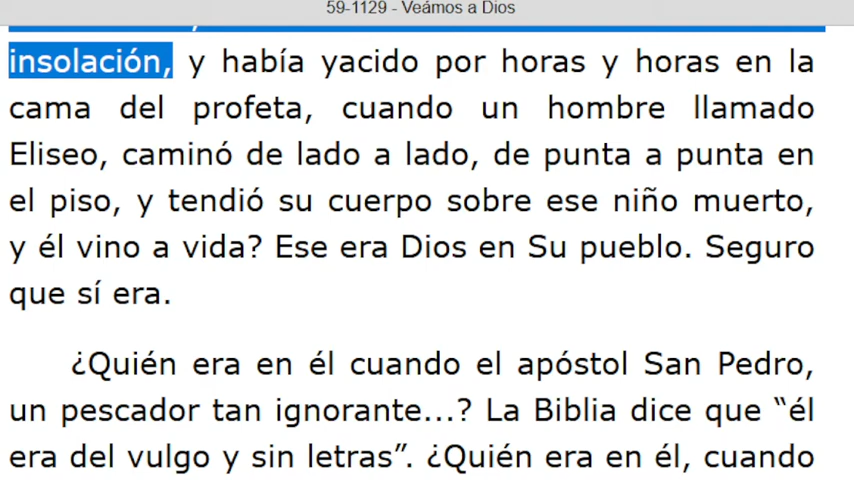 59-1129 - Veámos a Dios
insolación, y había yacido por horas y horas en la
cama del profeta, cuando un hombre llamado
Eliseo, caminó de lado a lado, de punta a punta en
el piso, y tendió su cuerpo sobre ese niño muerto,
y él vino a vida? Ese era Dios en Su pueblo. Seguro
que sí era.
¿Quién era en él cuando el apóstol San Pedro,
un pescador tan ignorante...? La Biblia dice que “él
era del vulgo y sin letras”. ¿Quién era en él, cuando